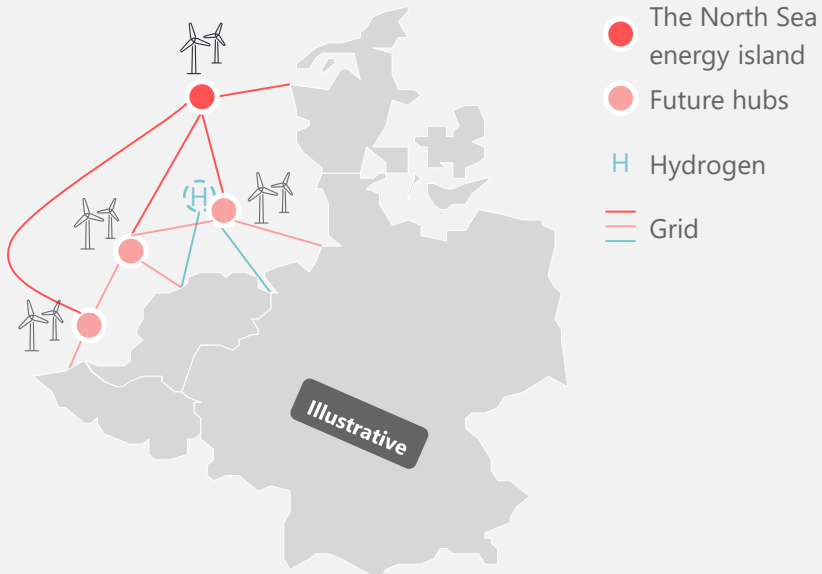 The North Sea
energy island
Future hubs
H Hydrogen
Grid
H
Illustrative